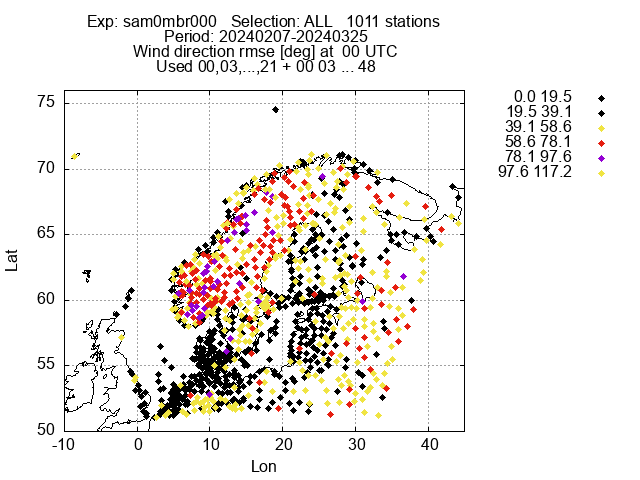 Exp: sam0mbr000 Selection: ALL 1011 stations
Period: 20240207-20240325
Wind direction rmse [deg] at 00 UTC
Used 00,03,...,21 + 00 03 ... 48
0.0 19.5
19.5 39.1
39.1 58.6
58.6 78.1
78.1 97.6
97.6 117.2
75
70
65
60
55
50
Lat
-10 0 10 20 30 40
Lon